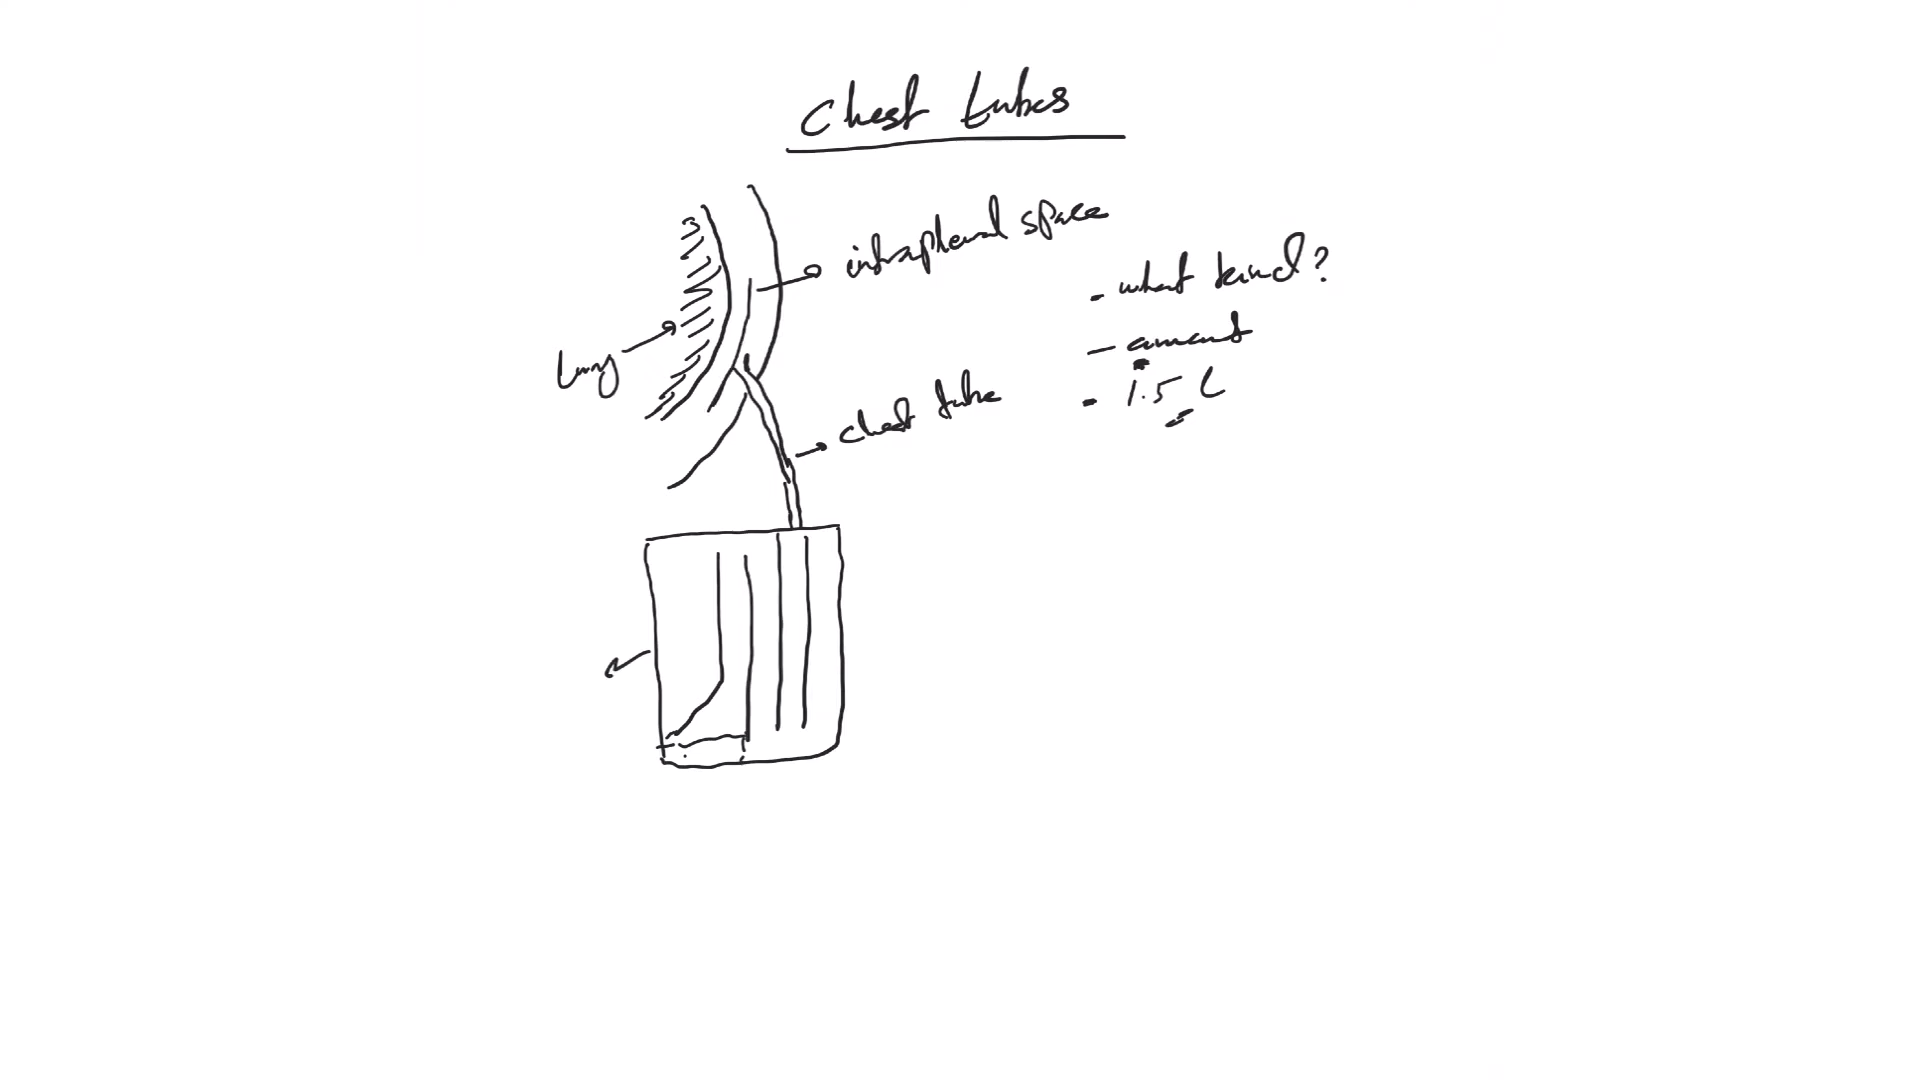 Chest tubes
intrapleural space
- what kind?
- amount
- 1.5 L
Lung
chest tube